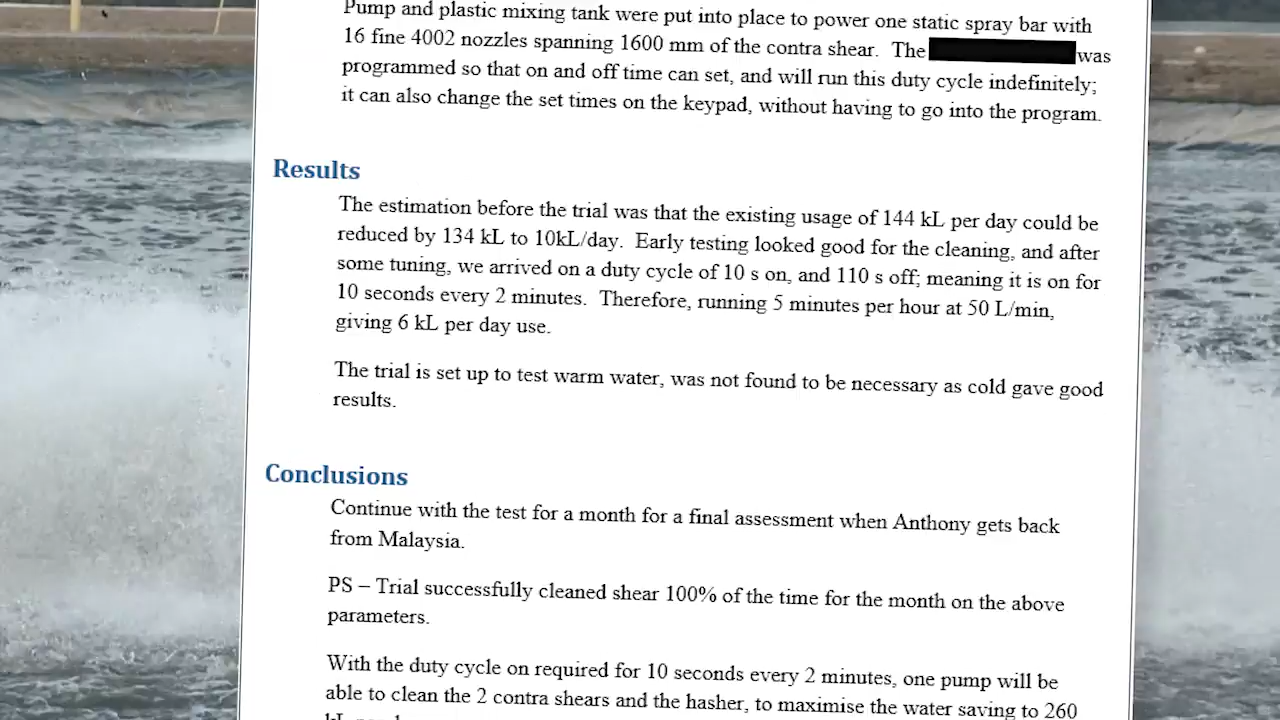 Pump and plastic mixing tank were put into place to power one static spray bar with
16 fine 4002 nozzles spanning 1600 mm of the contra shear. The was
programmed so that on and off time can set, and will run this duty cycle indefinitely;
it can also change the set times on the keypad, without having to go into the program.
Results
The estimation before the trial was that the existing usage of 144 kL per day could be
reduced by 134 kL to 10kL/day. Early testing looked good for the cleaning, and after
some tuning, we arrived on a duty cycle of 10 s on, and 110 s off; meaning it is on for
10 seconds every 2 minutes. Therefore, running 5 minutes per hour at 50 L/min,
giving 6 kL per day use.
The trial is set up to test warm water, was not found to be necessary as cold gave good
results.
Conclusions
Continue with the test for a month for a final assessment when Anthony gets back
from Malaysia.
PS – Trial successfully cleaned shear 100% of the time for the month on the above
parameters.
With the duty cycle on required for 10 seconds every 2 minutes, one pump will be
able to clean the 2 contra shears and the hasher, to maximise the water saving to 260